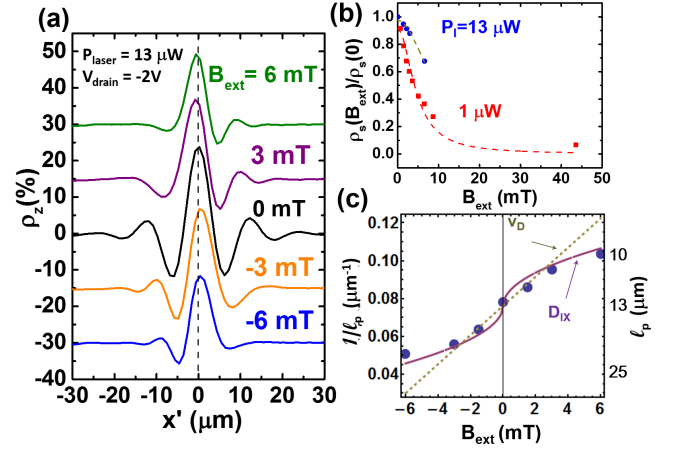 (a)
P_laser = 13 μW
V_drain = -2V
B_ext = 6 mT
3 mT
0 mT
-3 mT
-6 mT
ρ_z(%)
60
50
40
30
20
10
0
-10
-20
-30
-40
-30 -20 -10 0 10 20 30
x' (μm)
(b)
P_l=13 μW
1 μW
ρ_s(B_ext)/ρ_s(0)
1.0
0.8
0.6
0.4
0.2
0.0
0 10 20 30 40 50
B_ext (mT)
(c)
v_D
D_IX
1/ℓ_p (μm⁻¹)
0.12
0.10
0.08
0.06
0.04
10
13
25
ℓ_p (μm)
−6 −4 −2 0 2 4 6
B_ext (mT)